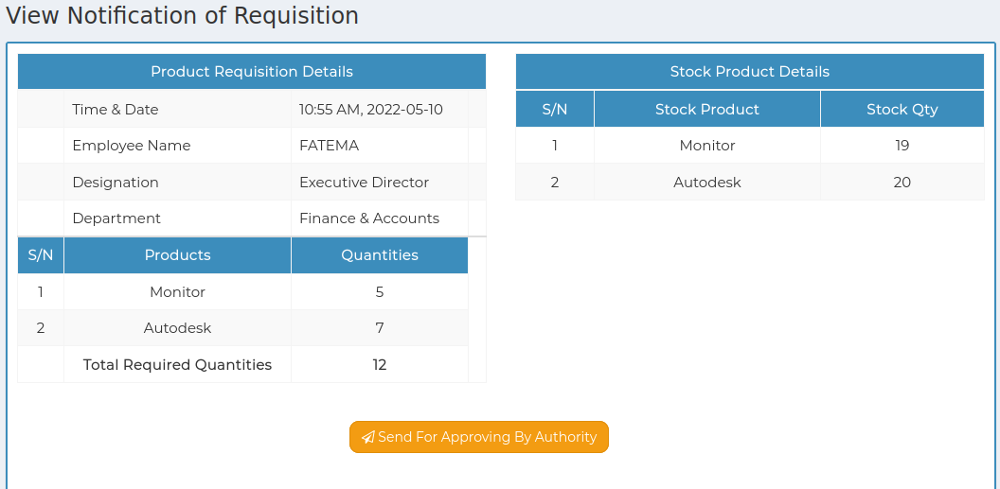 View Notification of Requisition
Product Requisition Details
Time & Date 10:55 AM, 2022-05-10
Employee Name FATEMA
Designation Executive Director
Department Finance & Accounts
S/N Products Quantities
1 Monitor 5
2 Autodesk 7
Total Required Quantities 12
Stock Product Details
S/N Stock Product Stock Qty
1 Monitor 19
2 Autodesk 20
Send For Approving By Authority